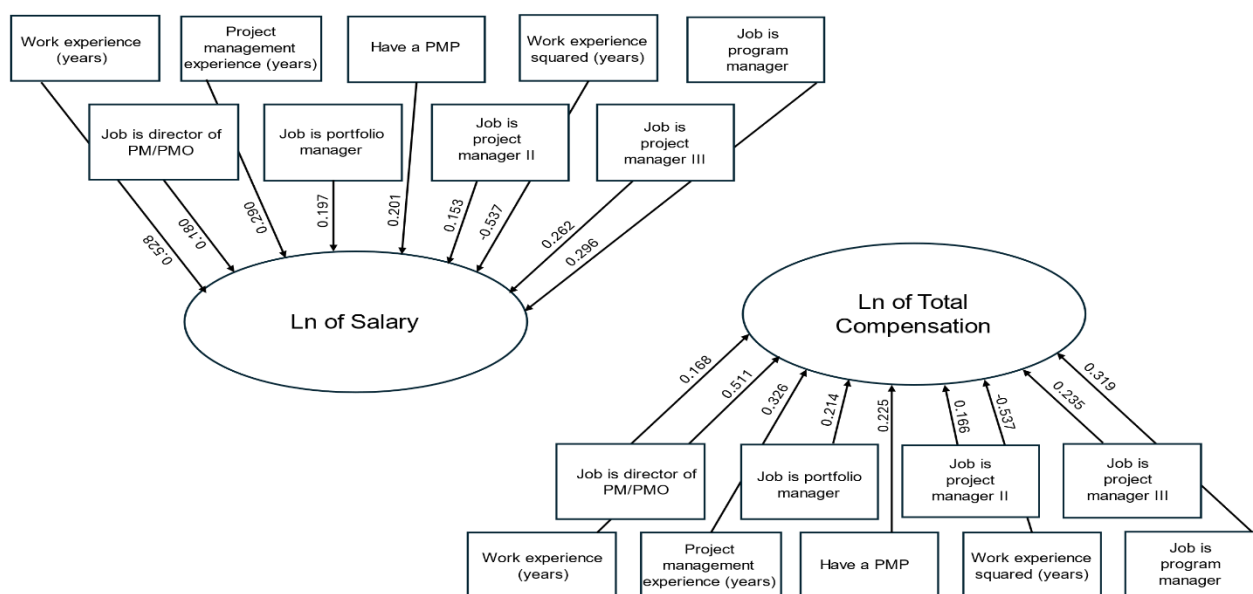 Work experience
(years)
Project
management
experience (years)
Have a PMP
Work experience
squared (years)
Job is
program
manager
Job is director of
PM/PMO
Job is portfolio
manager
Job is
project
manager II
Job is
project
manager III
0.528
0.180
0.290
0.197
0.201
0.153
-0.537
0.262
0.296
Ln of Salary
Ln of Total
Compensation
0.168
0.511
0.326
0.214
0.225
0.166
-0.537
0.235
0.319
Job is director of
PM/PMO
Job is portfolio
manager
Job is
project
manager II
Job is
project
manager III
Work experience
(years)
Project
management
experience (years)
Have a PMP
Work experience
squared (years)
Job is
program
manager